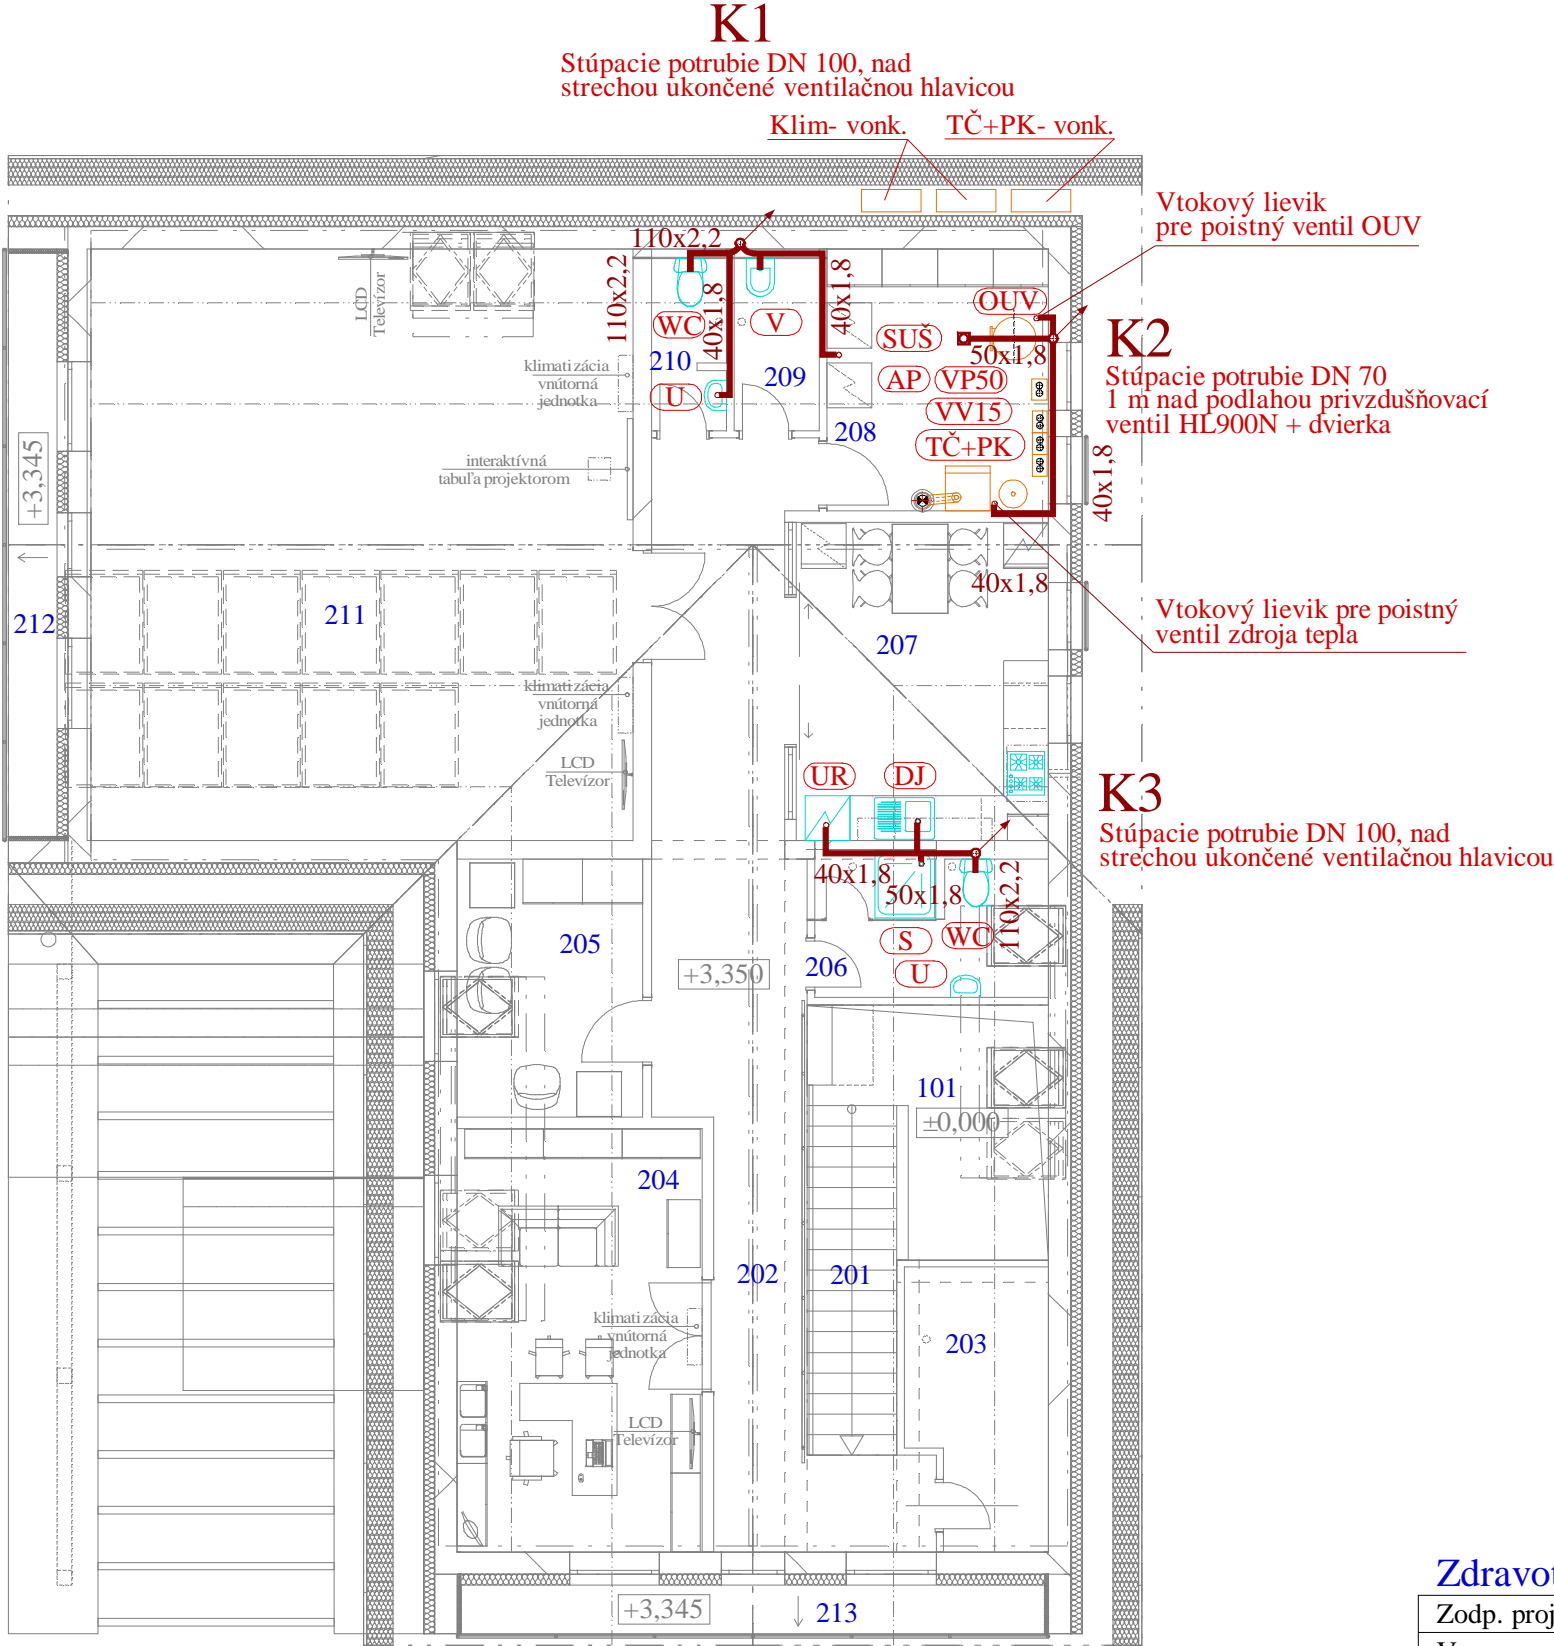 K1
Stúpacie potrubie DN 100, nad
strechou ukončené ventilačnou hlavicou
Klim- vonk.
TČ+PK- vonk.
Vtokový lievik
pre poistný ventil OUV
110x2,2
110x2,2
40x1,8
40x1,8
LCD
Televízor
WC
V
OUV
SUŠ
50x1,8
K2
Stúpacie potrubie DN 70
1 m nad podlahou privzdušňovací
ventil HL900N + dvierka
klimatizácia
vnútorná
jednotka
210
209
U
AP
VP50
VV15
208
TČ+PK
40x1,8
interaktívná
tabuľa projektorom
+3,345
40x1,8
212
211
207
Vtokový lievik pre poistný
ventil zdroja tepla
klimatizácia
vnútorná
jednotka
LCD
Televízor
UR
DJ
K3
Stúpacie potrubie DN 100, nad
strechou ukončené ventilačnou hlavicou
40x1,8
50x1,8
110x2,2
205
S
WC
206
U
+3,350
101
±0,000
204
202
201
klimatizácia
vnútorná
jednotka
203
LCD
Televízor
+3,345
213
Zdravot
Zodp. proj